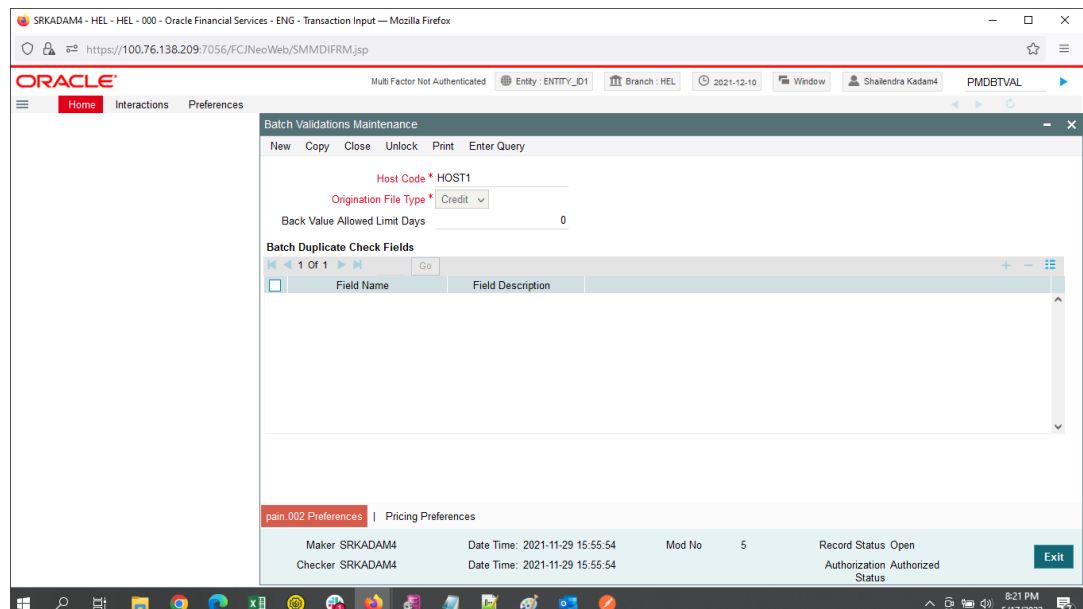 SRKADAM4 - HEL - HEL - 000 - Oracle Financial Services - ENG - Transaction Input — Mozilla Firefox
https://100.76.138.209:7056/FCJNeoWeb/SMMDIFRM.jsp
ORACLE Multi Factor Not Authenticated Entity : ENTITY_ID1 Branch : HEL 2021-12-10 Window Shailendra Kadam4 PMDBTVAL
Home Interactions Preferences
Batch Validations Maintenance
New Copy Close Unlock Print Enter Query
Host Code * HOST1
Origination File Type * Credit
Back Value Allowed Limit Days 0
Batch Duplicate Check Fields
1 Of 1 Go
Field Name Field Description
pain.002 Preferences | Pricing Preferences
Maker SRKADAM4 Date Time: 2021-11-29 15:55:54 Mod No 5 Record Status Open
Checker SRKADAM4 Date Time: 2021-11-29 15:55:54 Authorization Authorized
Status
Exit
8:21 PM